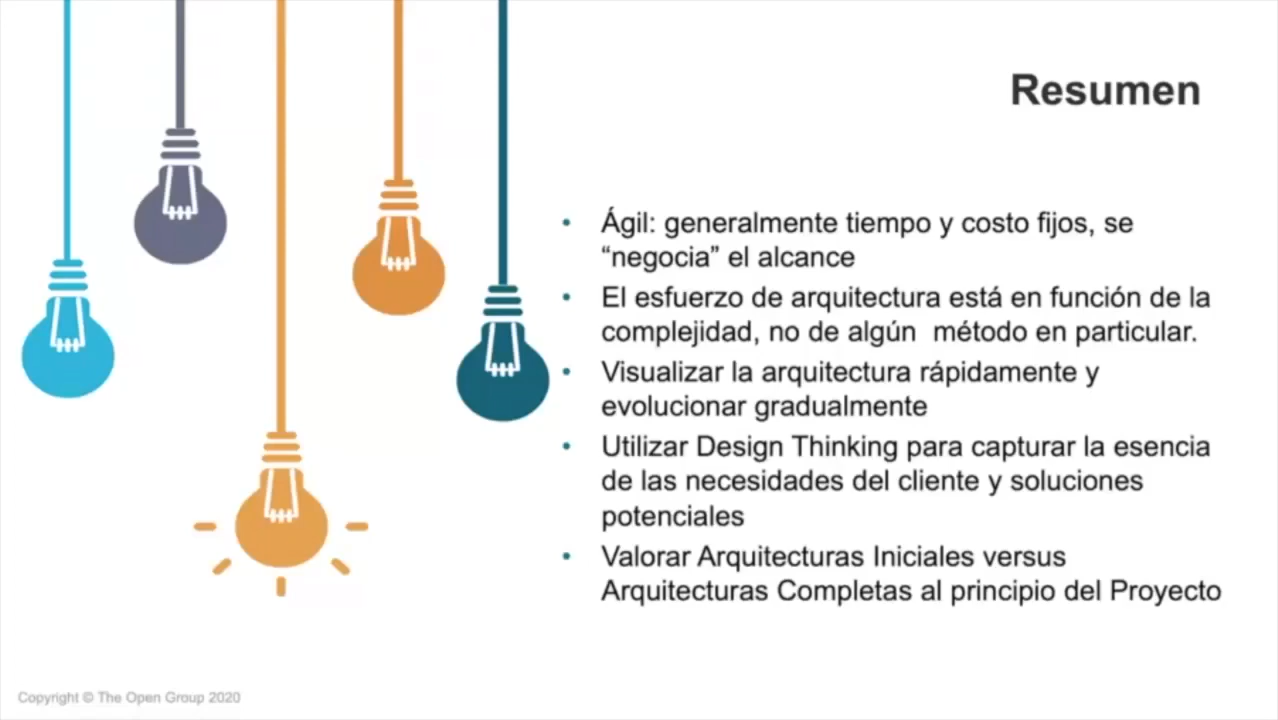 Resumen
• Ágil: generalmente tiempo y costo fijos, se
“negocia” el alcance
• El esfuerzo de arquitectura está en función de la
complejidad, no de algún  método en particular.
• Visualizar la arquitectura rápidamente y
evolucionar gradualmente
• Utilizar Design Thinking para capturar la esencia
de las necesidades del cliente y soluciones
potenciales
• Valorar Arquitecturas Iniciales versus
Arquitecturas Completas al principio del Proyecto
Copyright © The Open Group 2020